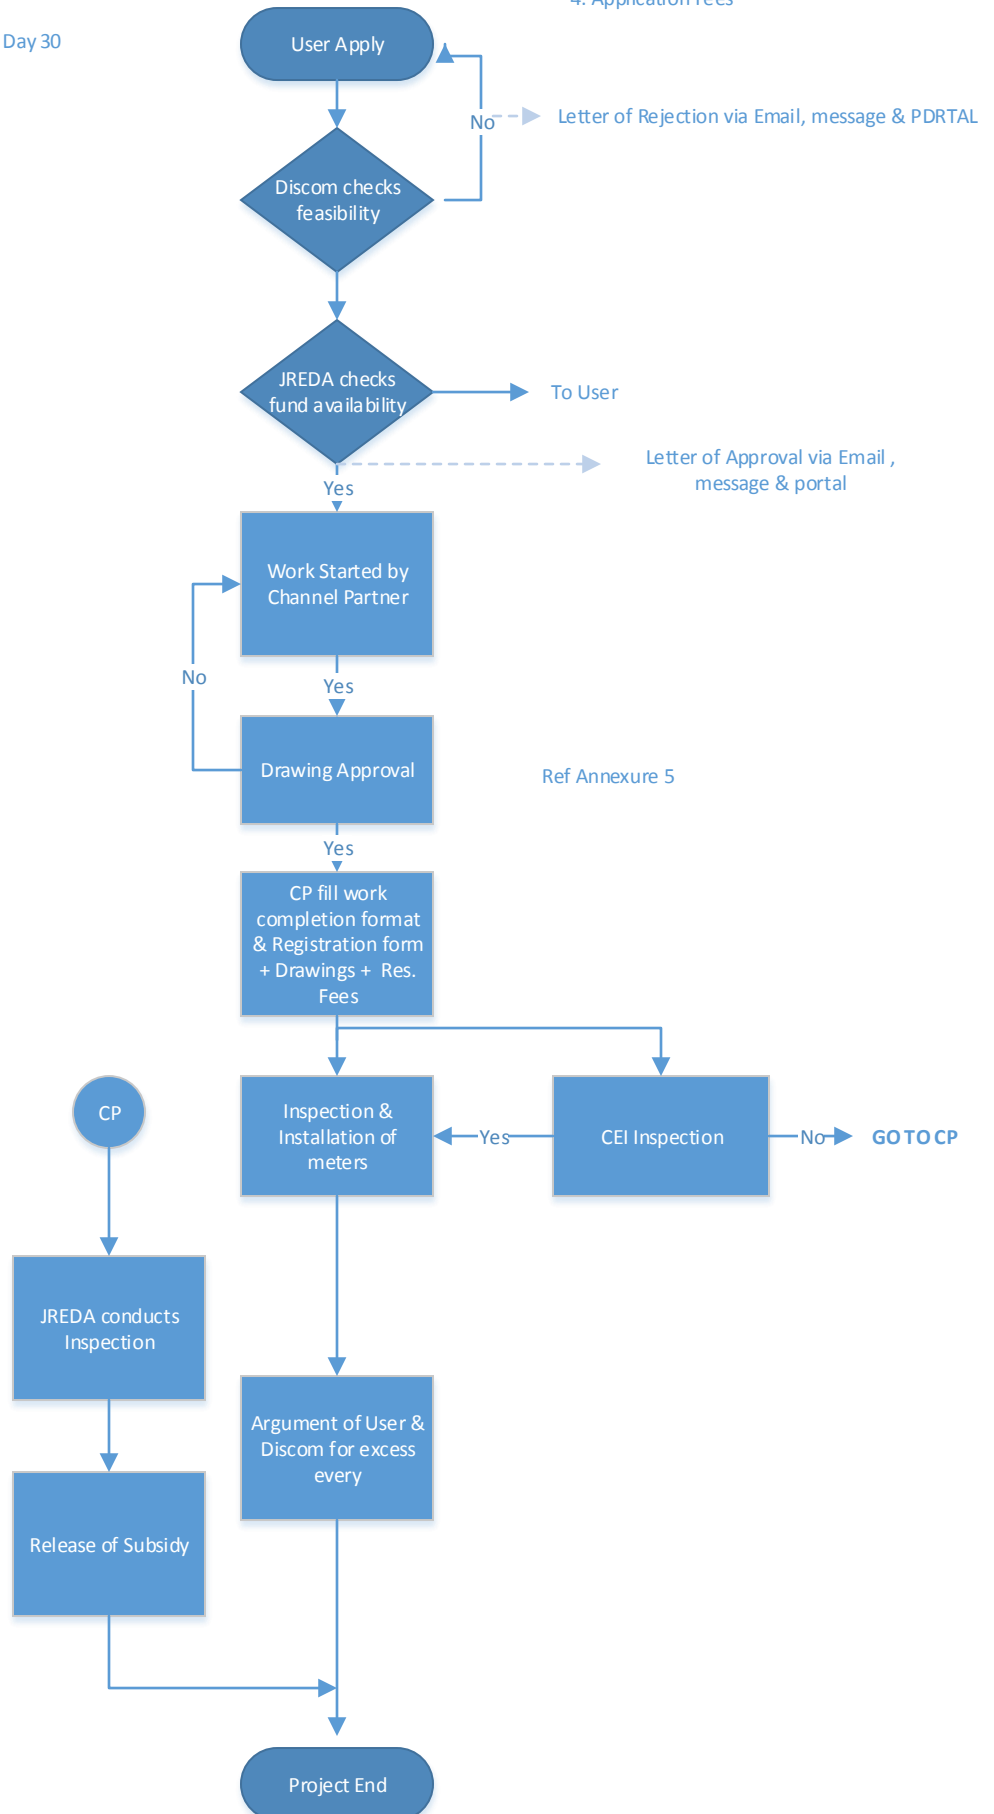 4. Application Fees
Day 30
User Apply
No
Letter of Rejection via Email, message & PDRTAL
Discom checks
feasibility
JREDA checks
fund availability
To User
Letter of Approval via Email ,
message & portal
Yes
Work Started by
Channel Partner
No
Yes
Drawing Approval
Ref Annexure 5
Yes
CP fill work
completion format
& Registration form
+ Drawings + Res.
Fees
CP
Inspection &
Installation of
meters
Yes
CEI Inspection
No
GO TO CP
JREDA conducts
Inspection
Argument of User &
Discom for excess
every
Release of Subsidy
Project End